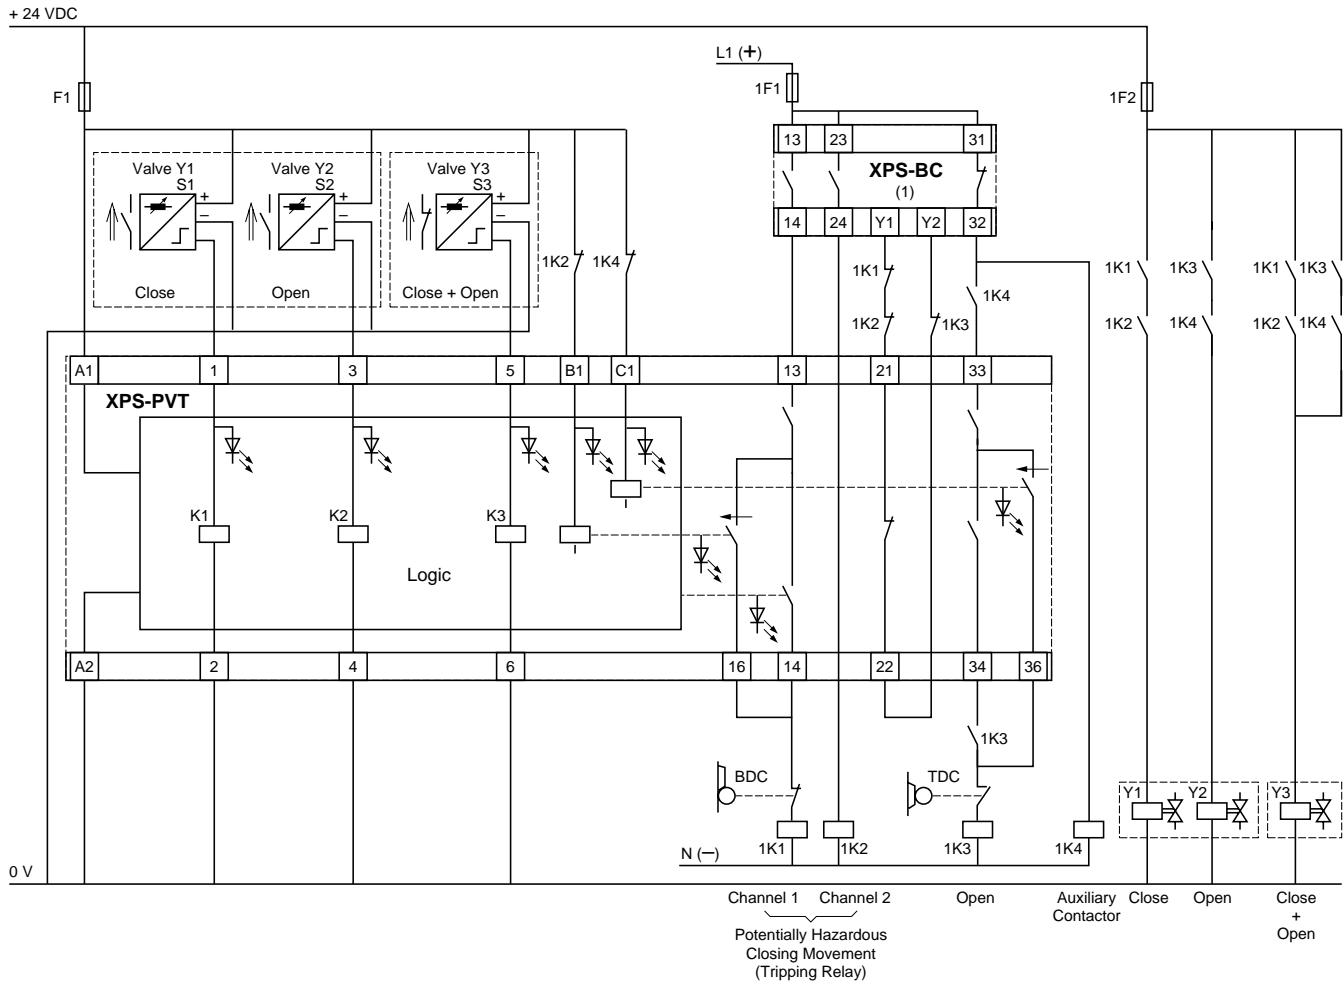 + 24 VDC
L1 (+)
F1
1F1
1F2
13 23 31
Valve Y1 Valve Y2 Valve Y3
S1 S2 S3
+ + +
– – –
XPS-BC
(1)
14 24 Y1 Y2 32
1K2 1K4 1K1 1K1 1K3 1K1 1K3
Close Open Close + Open
1K4
1K2 1K3 1K2 1K4 1K2 1K4
A1 1 3 5 B1 C1 13 21 33
XPS-PVT
K1 K2 K3
Logic
A2 2 4 6 16 14 22 34 36
1K3
BDC TDC
Y1 Y2 Y3
1K1 1K2 1K3 1K4
N (–)
0 V
Channel 1 Channel 2 Open Auxiliary Contactor Close Open Close + Open
Potentially Hazardous
Closing Movement
(Tripping Relay)